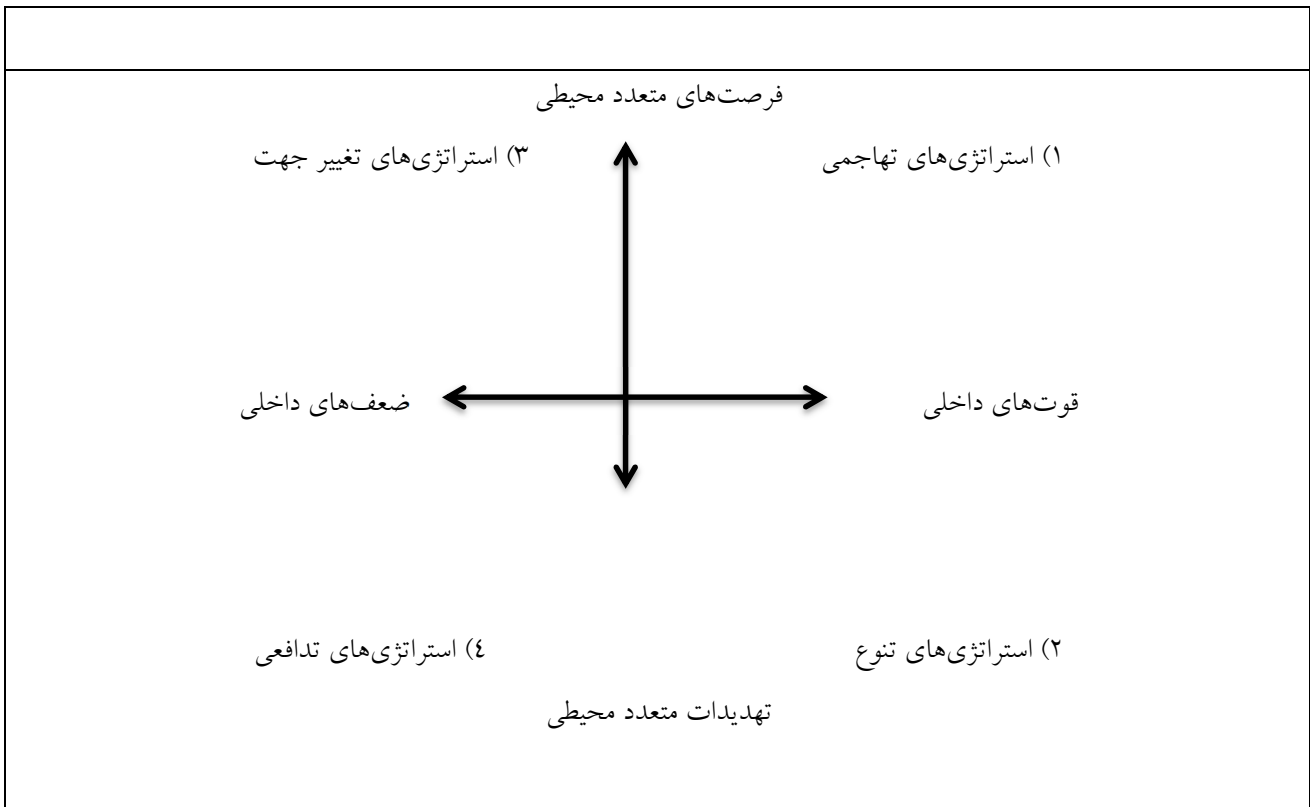 فرصت‌های متعدد محیطی
۱) استراتژی‌های تهاجمی
۳) استراتژی‌های تغییر جهت
قوت‌های داخلی
ضعف‌های داخلی
۲) استراتژی‌های تنوع
۴) استراتژی‌های تدافعی
تهدیدات متعدد محیطی